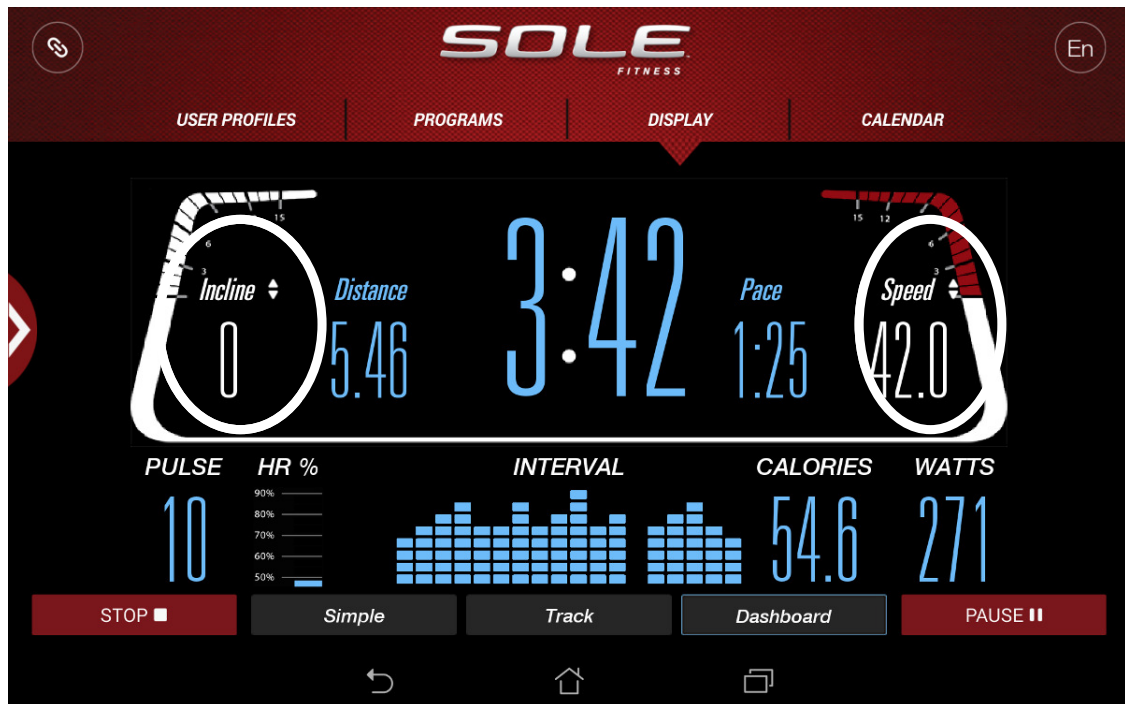 SOLE
FITNESS
En
USER PROFILES PROGRAMS DISPLAY CALENDAR
15
6
3
15 12
6
3
Incline Distance 3:42 Pace Speed
0 5.46 1:25 42.0
PULSE HR % INTERVAL CALORIES WATTS
10 54.6 271
90%
80%
70%
60%
50%
STOP Simple Track Dashboard PAUSE